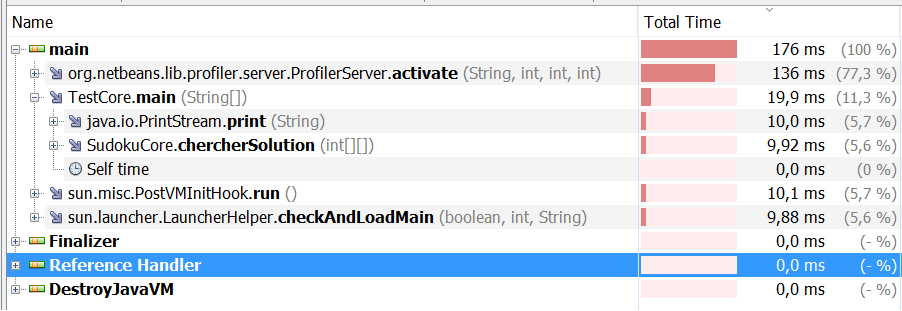 Name Total Time
main 176 ms (100 %)
org.netbeans.lib.profiler.server.ProfilerServer.activate (String, int, int, int) 136 ms (77,3 %)
TestCore.main (String[]) 19,9 ms (11,3 %)
java.io.PrintStream.print (String) 10,0 ms (5,7 %)
SudokuCore.chercherSolution (int[][]) 9,92 ms (5,6 %)
Self time 0,0 ms (0 %)
sun.misc.PostVMInitHook.run () 10,1 ms (5,7 %)
sun.launcher.LauncherHelper.checkAndLoadMain (boolean, int, String) 9,88 ms (5,6 %)
Finalizer 0,0 ms (- %)
Reference Handler 0,0 ms (- %)
DestroyJavaVM 0,0 ms (- %)